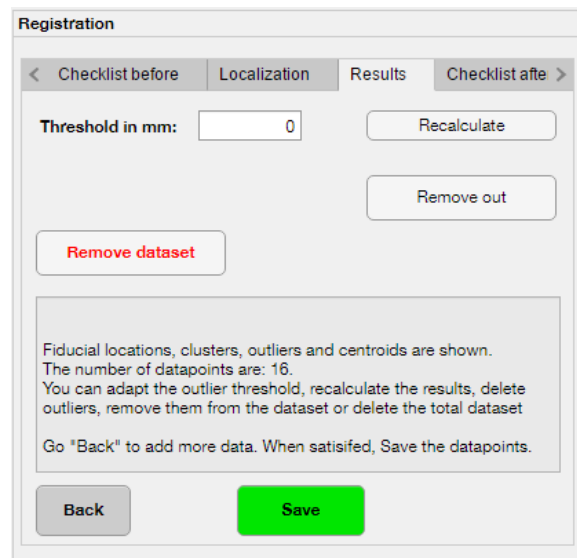 Registration
< Checklist before Localization Results Checklist afte >
Threshold in mm: 0 Recalculate
Remove out
Remove dataset
Fiducial locations, clusters, outliers and centroids are shown.
The number of datapoints are: 16.
You can adapt the outlier threshold, recalculate the results, delete
outliers, remove them from the dataset or delete the total dataset
Go "Back" to add more data. When satisifed, Save the datapoints.
Back Save